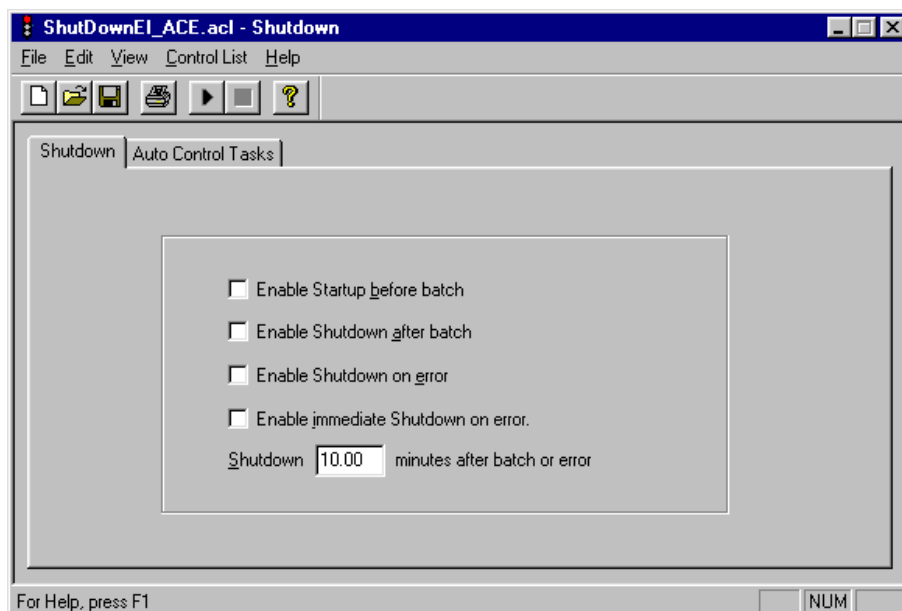 ShutDownEI_ACE.acl - Shutdown
File Edit View Control List Help
Shutdown Auto Control Tasks
Enable Startup before batch
Enable Shutdown after batch
Enable Shutdown on error
Enable immediate Shutdown on error.
Shutdown 10.00 minutes after batch or error
For Help, press F1 NUM